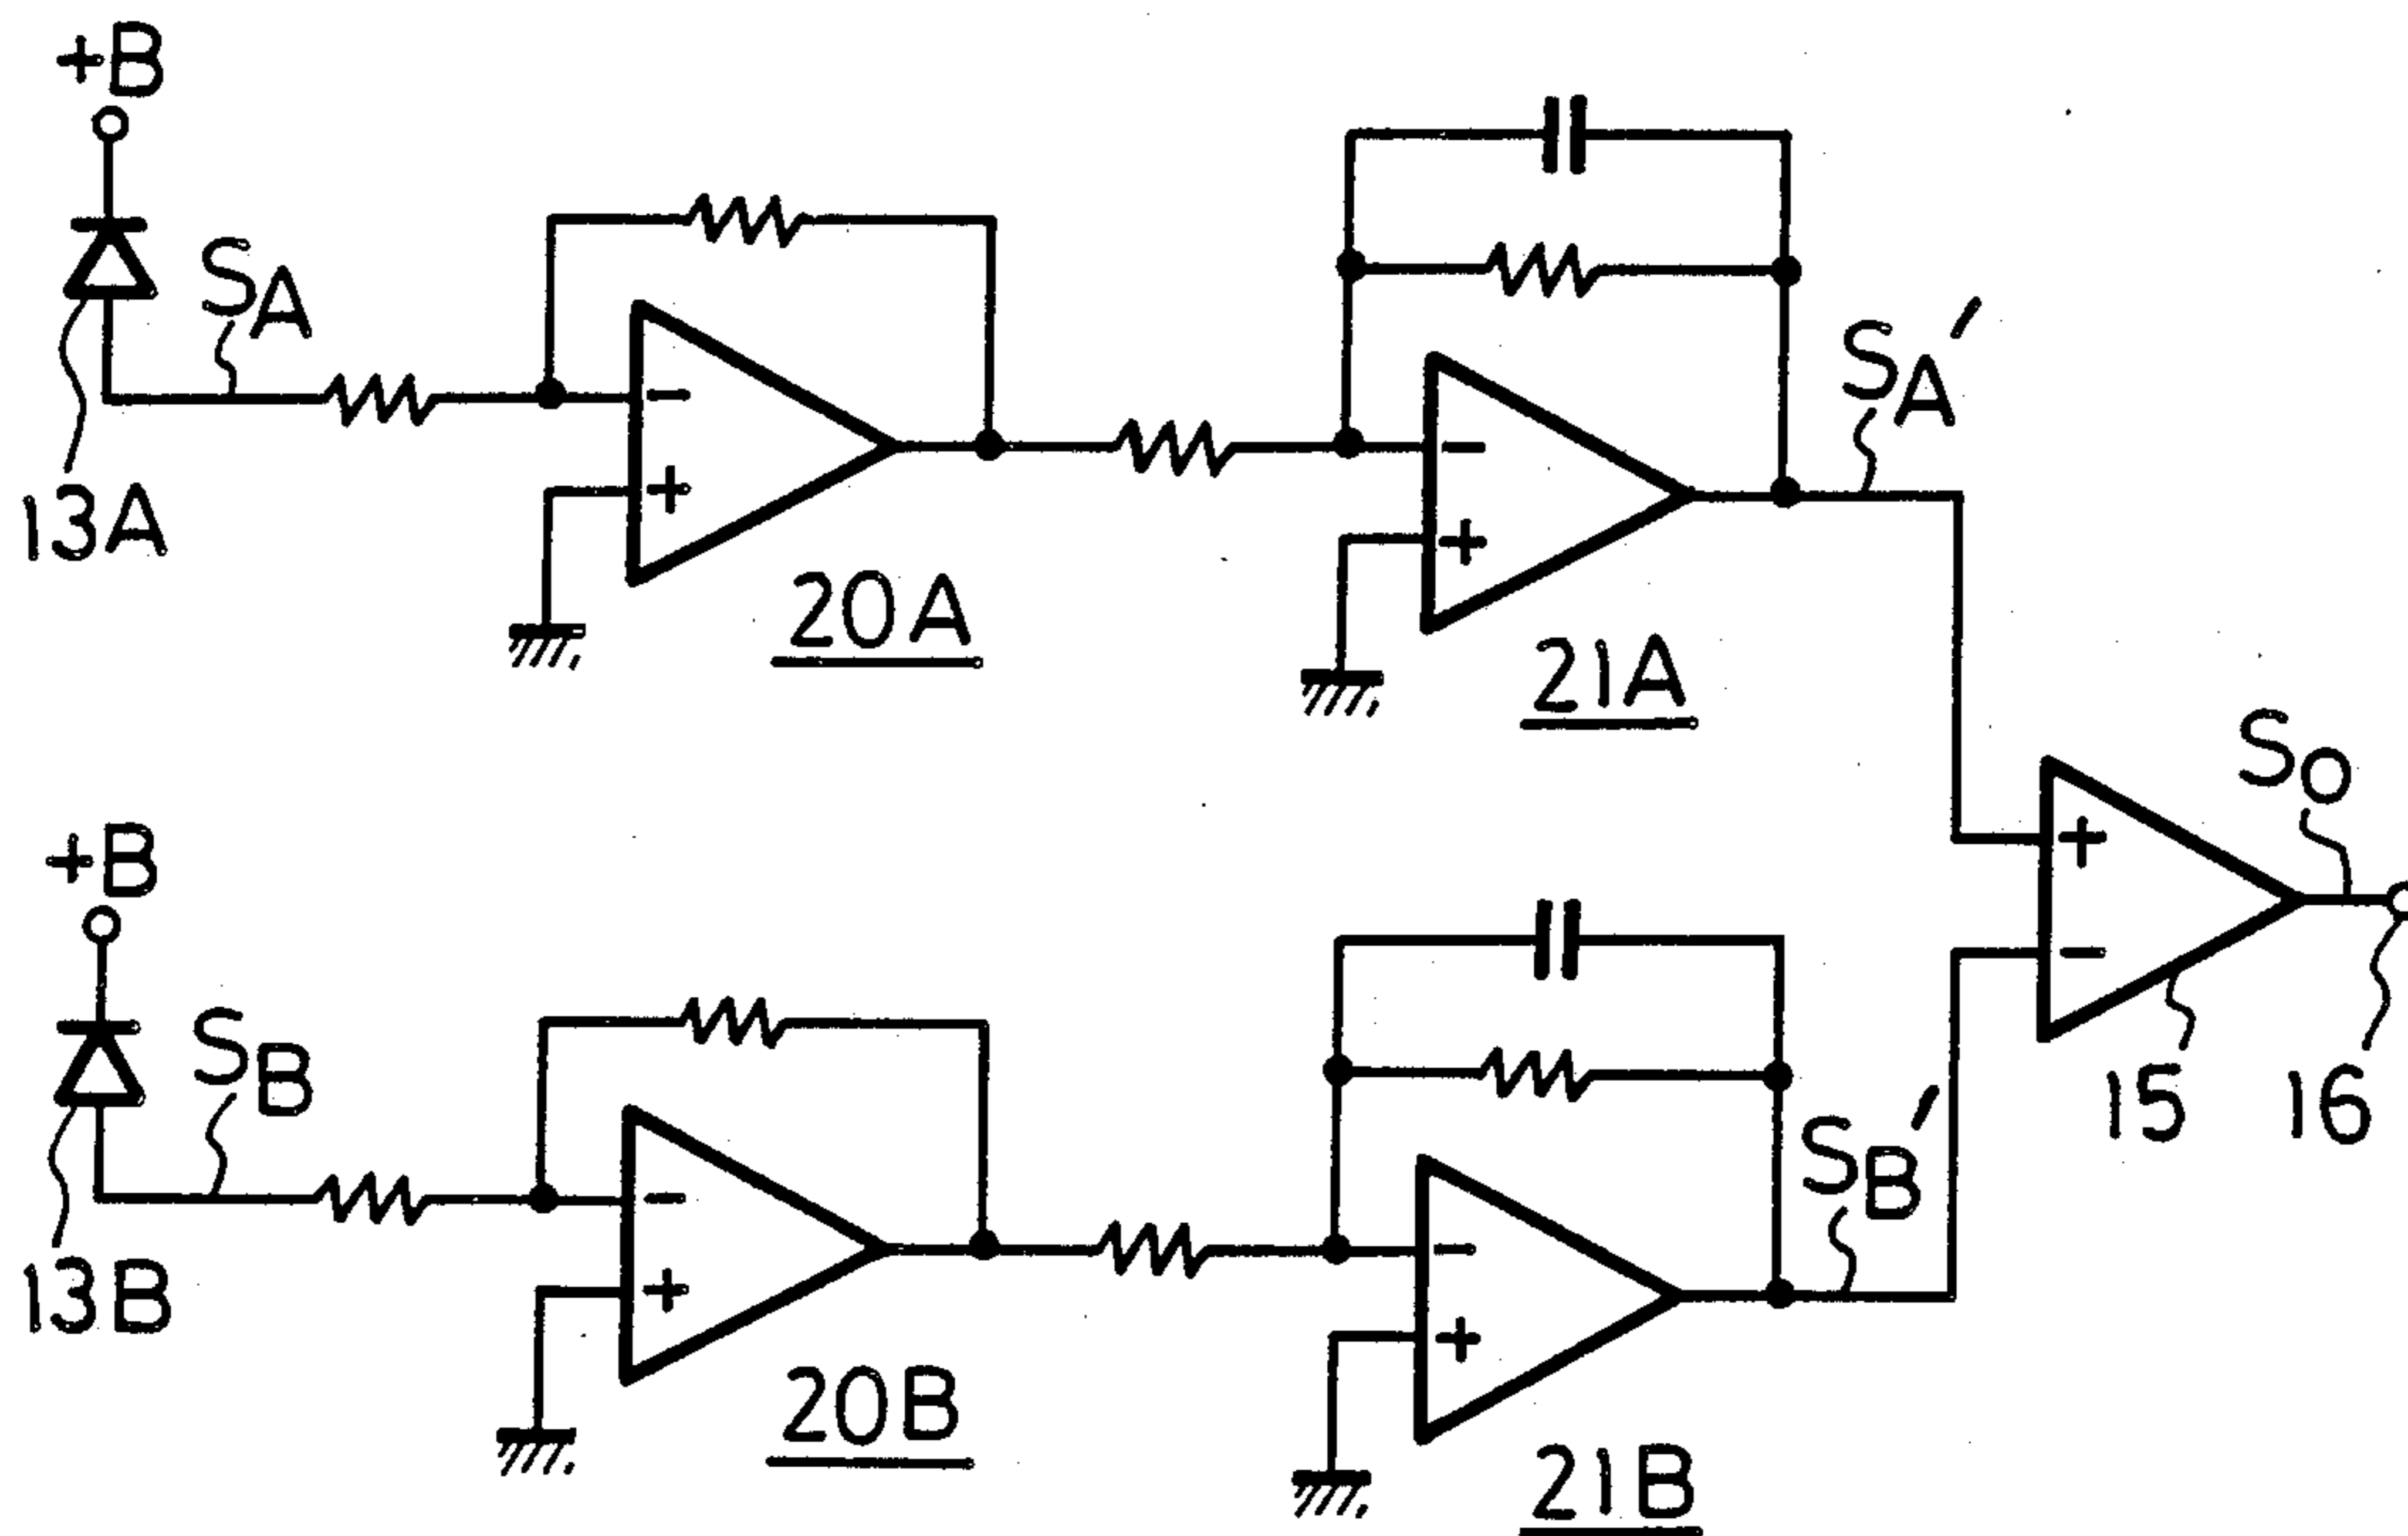 +B
SA
13A
-
+
20A
-
+
21A
SA'
+B
SB
13B
-
+
20B
-
+
21B
SB'
+
-
SO
15
16